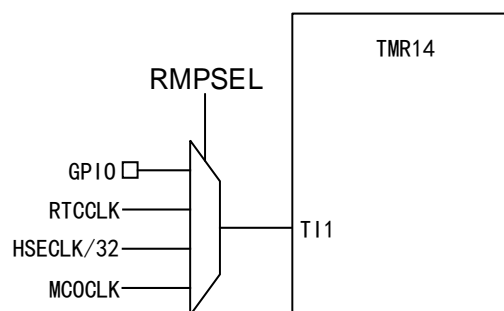 TMR14
RMPSEL
GPIO
RTCCLK
TI1
HSECLK/32
MCOCLK